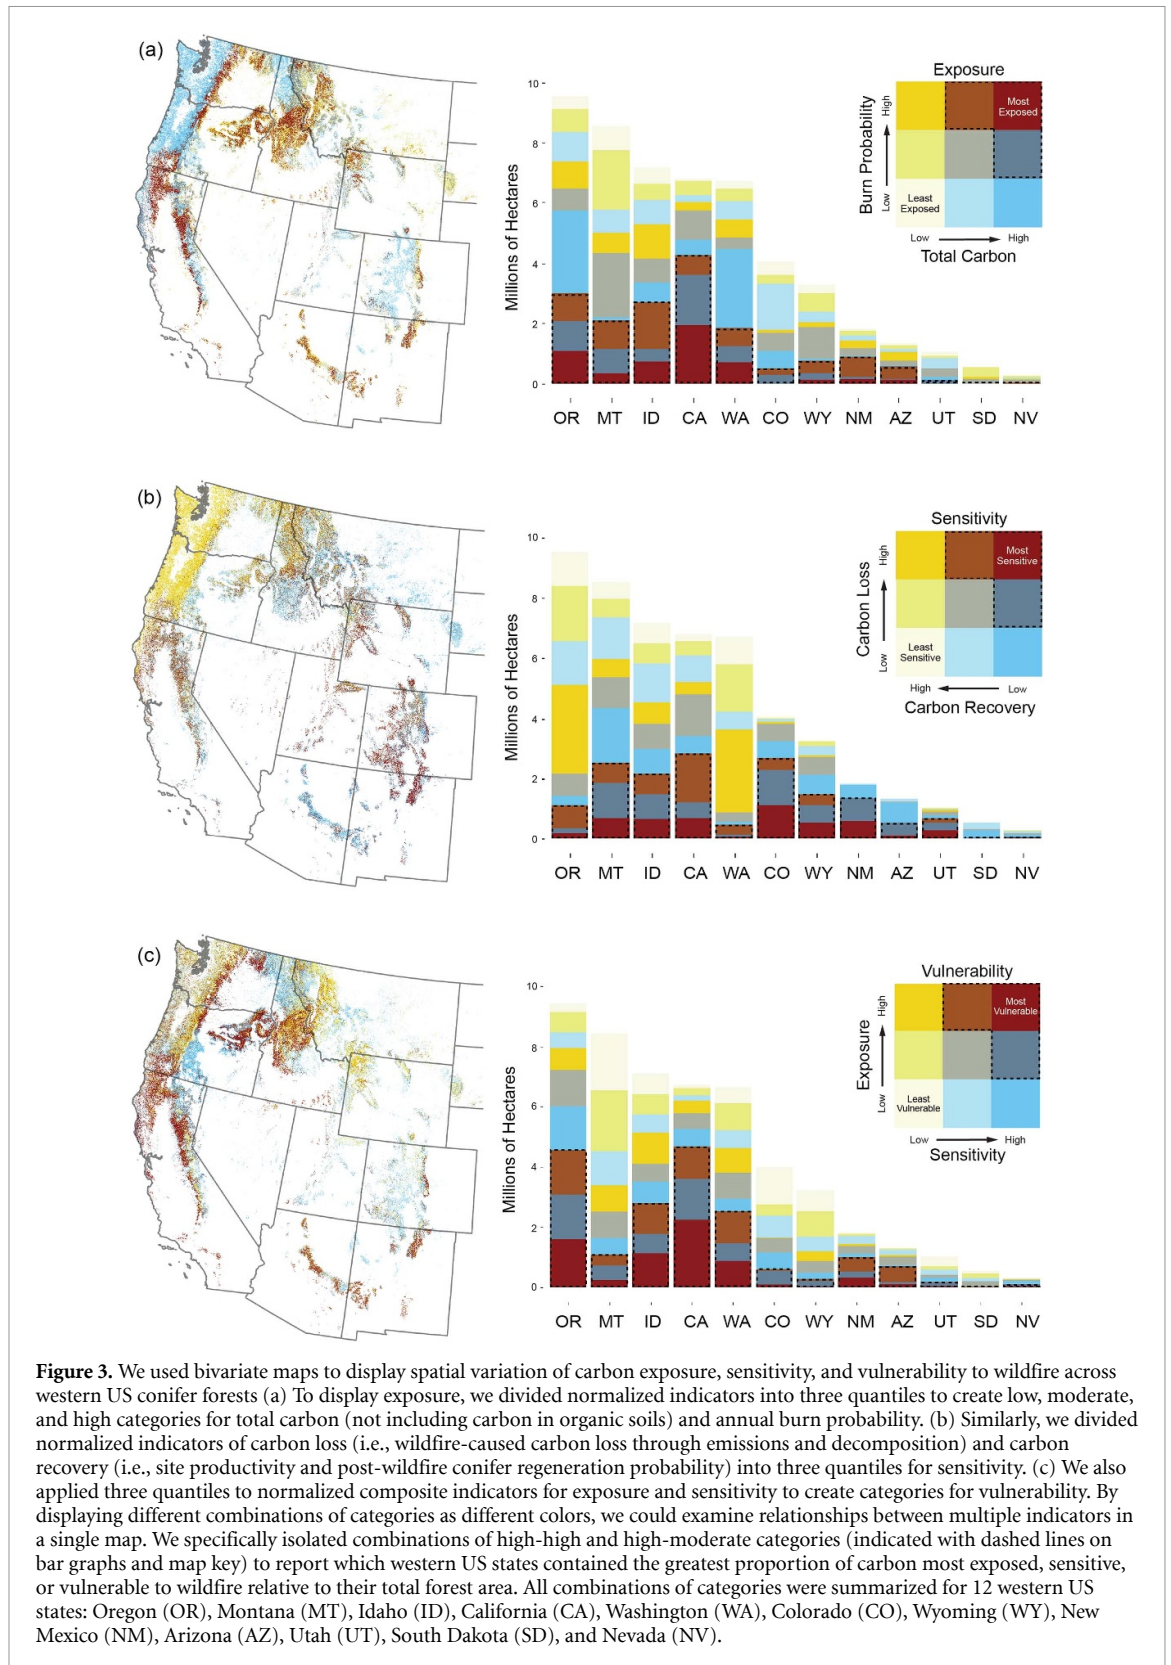 (a)
Millions of Hectares
10
8
6
4
2
0
OR MT ID CA WA CO WY NM AZ UT SD NV
Exposure
Burn Probability
High
Low
Most
Exposed
Least
Exposed
Low High
Total Carbon
(b)
Millions of Hectares
10
8
6
4
2
0
OR MT ID CA WA CO WY NM AZ UT SD NV
Sensitivity
Carbon Loss
High
Low
Most
Sensitive
Least
Sensitive
High Low
Carbon Recovery
(c)
Millions of Hectares
10
8
6
4
2
0
OR MT ID CA WA CO WY NM AZ UT SD NV
Vulnerability
Exposure
High
Low
Most
Vulnerable
Least
Vulnerable
Low High
Sensitivity
Figure 3. We used bivariate maps to display spatial variation of carbon exposure, sensitivity, and vulnerability to wildfire across
western US conifer forests (a) To display exposure, we divided normalized indicators into three quantiles to create low, moderate,
and high categories for total carbon (not including carbon in organic soils) and annual burn probability. (b) Similarly, we divided
normalized indicators of carbon loss (i.e., wildfire-caused carbon loss through emissions and decomposition) and carbon
recovery (i.e., site productivity and post-wildfire conifer regeneration probability) into three quantiles for sensitivity. (c) We also
applied three quantiles to normalized composite indicators for exposure and sensitivity to create categories for vulnerability. By
displaying different combinations of categories as different colors, we could examine relationships between multiple indicators in
a single map. We specifically isolated combinations of high-high and high-moderate categories (indicated with dashed lines on
bar graphs and map key) to report which western US states contained the greatest proportion of carbon most exposed, sensitive,
or vulnerable to wildfire relative to their total forest area. All combinations of categories were summarized for 12 western US
states: Oregon (OR), Montana (MT), Idaho (ID), California (CA), Washington (WA), Colorado (CO), Wyoming (WY), New
Mexico (NM), Arizona (AZ), Utah (UT), South Dakota (SD), and Nevada (NV).